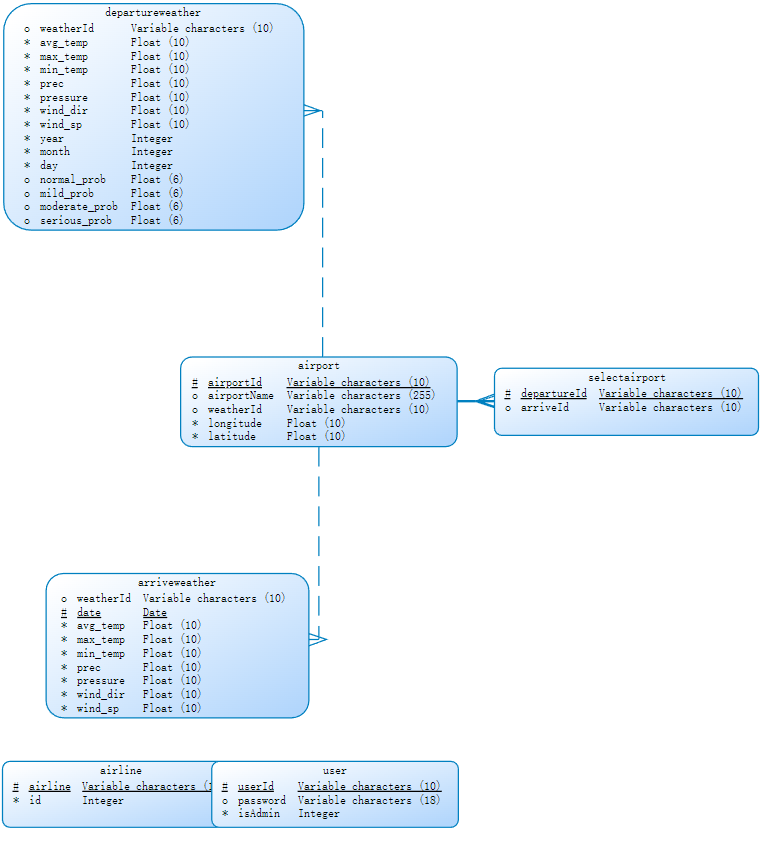 departureweather
o weatherId Variable characters (10)
* avg_temp Float (10)
* max_temp Float (10)
* min_temp Float (10)
* prec Float (10)
* pressure Float (10)
* wind_dir Float (10)
* wind_sp Float (10)
* year Integer
* month Integer
* day Integer
o normal_prob Float (6)
o mild_prob Float (6)
o moderate_prob Float (6)
o serious_prob Float (6)
airport
# airportId Variable characters (10)
o airportName Variable characters (255)
o weatherId Variable characters (10)
* longitude Float (10)
* latitude Float (10)
selectairport
# departureId Variable characters (10)
o arriveId Variable characters (10)
arriveweather
o weatherId Variable characters (10)
# date Date
* avg_temp Float (10)
* max_temp Float (10)
* min_temp Float (10)
* prec Float (10)
* pressure Float (10)
* wind_dir Float (10)
* wind_sp Float (10)
airline
# airline Variable characters
* id Integer
user
# userId Variable characters (10)
o password Variable characters (18)
* isAdmin Integer